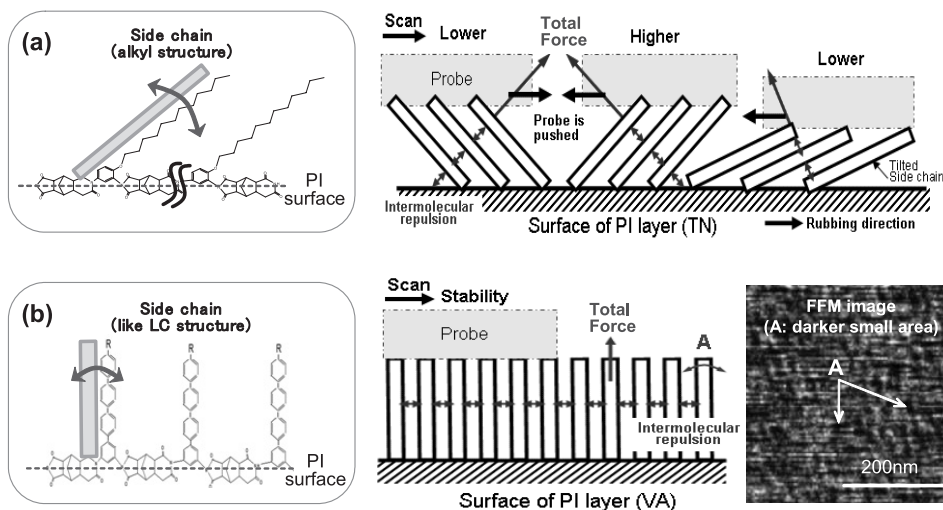 (a)
Side chain
(alkyl structure)
PI
surface
Scan
Lower
Total
Force
Higher
Lower
Probe
Probe is
pushed
Tilted
Side chain
Intermolecular
repulsion
Surface of PI layer (TN)
Rubbing direction
(b)
Side chain
(like LC structure)
R
R
R
PI
surface
Scan
Stability
Total
Force
Probe
A
Intermolecular
repulsion
Surface of PI layer (VA)
FFM image
(A: darker small area)
A
200nm